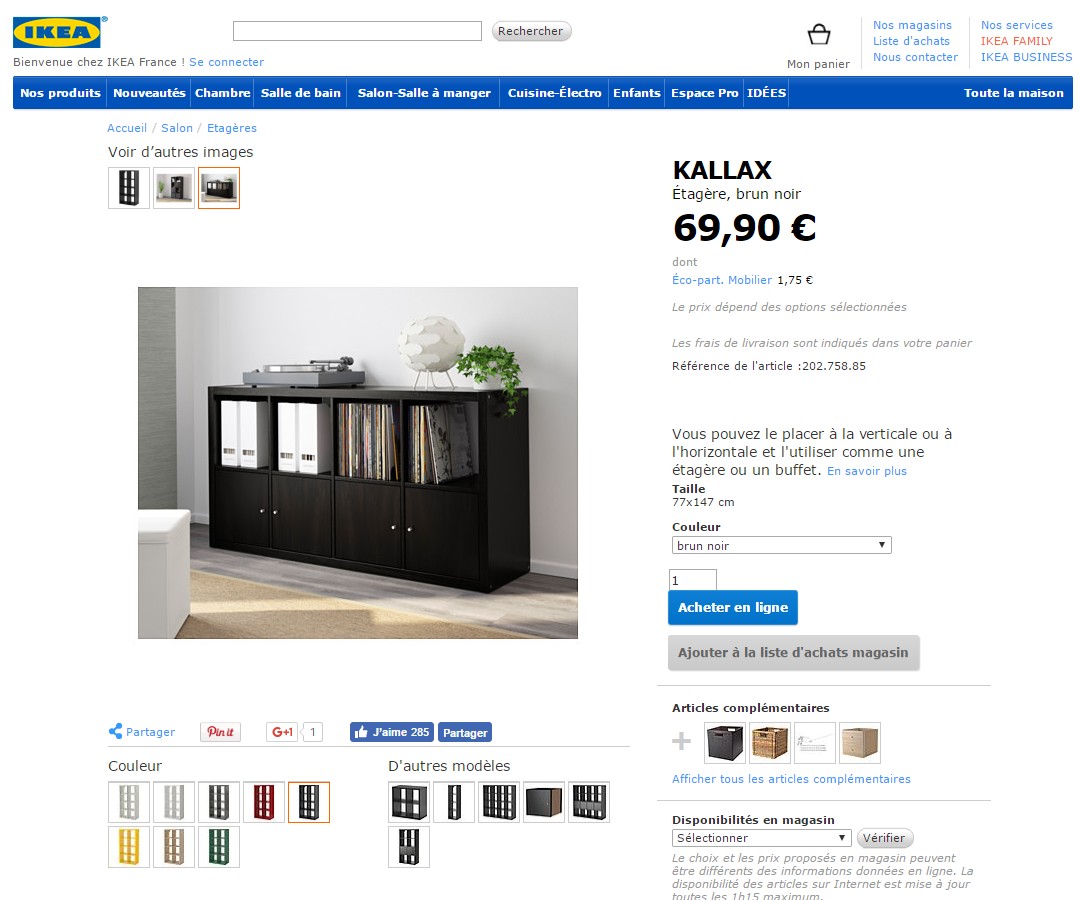 IKEA ®
Rechercher
Mon panier
Nos magasins
Liste d'achats
Nous contacter
Nos services
IKEA FAMILY
IKEA BUSINESS
Bienvenue chez IKEA France ! Se connecter
Nos produits Nouveautés Chambre Salle de bain Salon-Salle à manger Cuisine-Électro Enfants Espace Pro IDÉES Toute la maison
Accueil / Salon / Etagères
Voir d’autres images
KALLAX
Étagère, brun noir
69,90 €
dont
Éco-part. Mobilier 1,75 €
Le prix dépend des options sélectionnées
Les frais de livraison sont indiqués dans votre panier
Référence de l'article :202.758.85
Vous pouvez le placer à la verticale ou à
l'horizontale et l'utiliser comme une
étagère ou un buffet. En savoir plus
Taille
77x147 cm
Couleur
brun noir
1
Acheter en ligne
Ajouter à la liste d'achats magasin
Partager Pin it G+1 1 J'aime 285 Partager
Couleur
D'autres modèles
Articles complémentaires
Afficher tous les articles complémentaires
Disponibilités en magasin
Sélectionner Vérifier
Le choix et les prix proposés en magasin peuvent
être différents des informations données en ligne. La
disponibilité des articles sur Internet est mise à jour
toutes les 1h15 maximum.